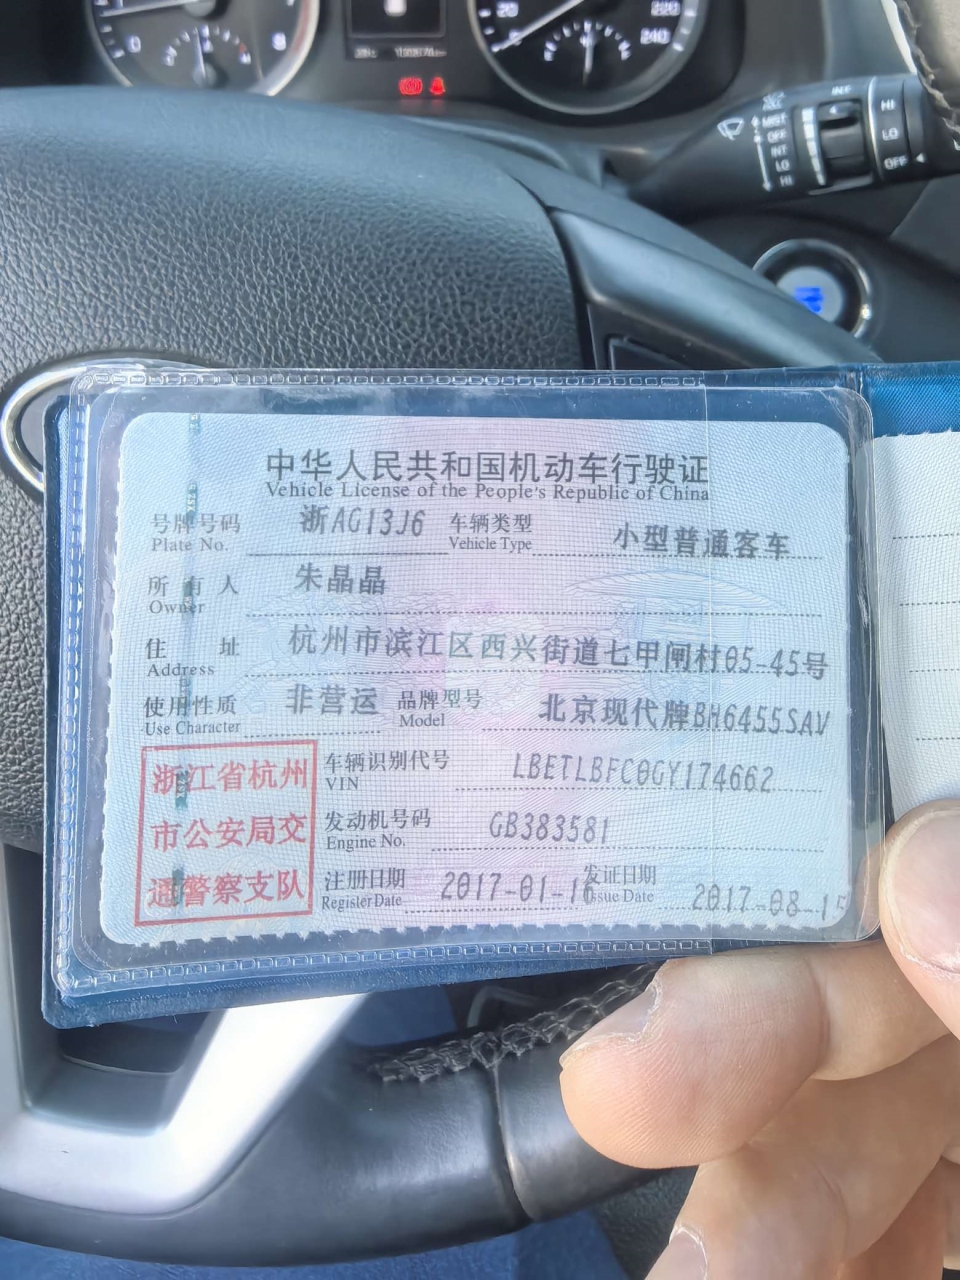 20
0
220
240
0
8
INT
MIST
OFF
INT
LO
HI
HI
LO
OFF
中华人民共和国机动车行驶证
Vehicle License of the People's Republic of China
号牌号码 浙AG13J6 车辆类型 小型普通客车
Plate No. Vehicle Type
所有人 朱晶晶
Owner
住址 杭州市滨江区西兴街道七甲闸村05-45号
Address
使用性质 非营运 品牌型号 北京现代牌BH6455SAV
Use Character Model
浙江省杭州
市公安局交
通警察支队
车辆识别代号 LBETLBFC0GY174662
VIN
发动机号码 GB383581
Engine No.
注册日期 2017-01-16 发证日期 2017-08-15
Register Date Issue Date